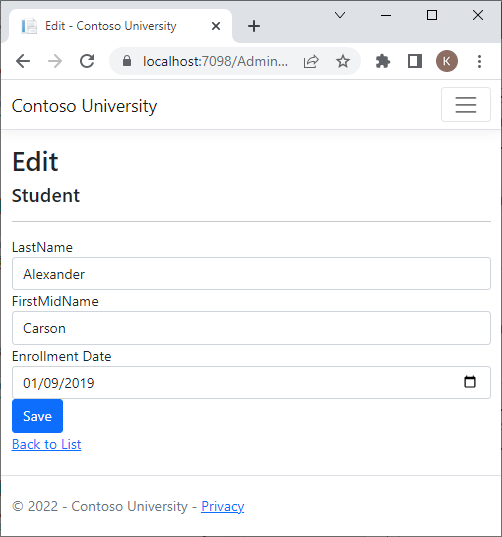 Edit - Contoso University
localhost:7098/Admin...
K
Contoso University
Edit
Student
LastName
Alexander
FirstMidName
Carson
Enrollment Date
01/09/2019
Save
Back to List
© 2022 - Contoso University - Privacy